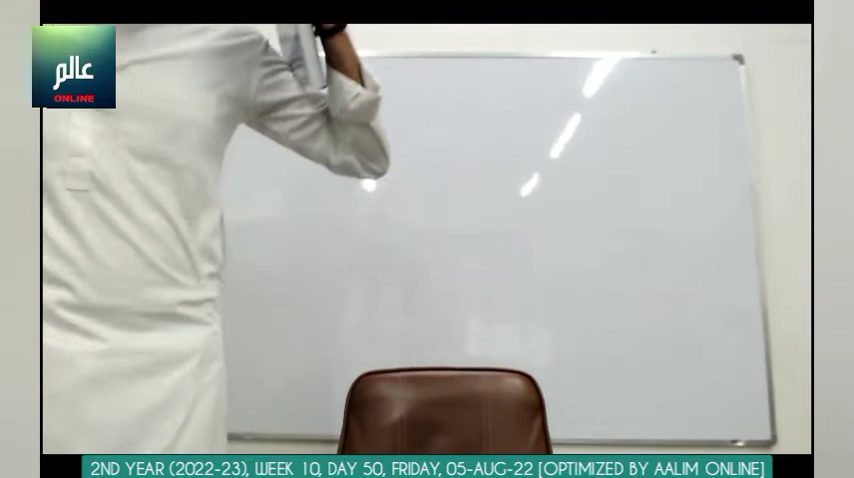 عالم
ONLINE
2ND YEAR (2022-23), WEEK 10, DAY 50, FRIDAY, 05-AUG-22 [OPTIMIZED BY AALIM ONLINE]